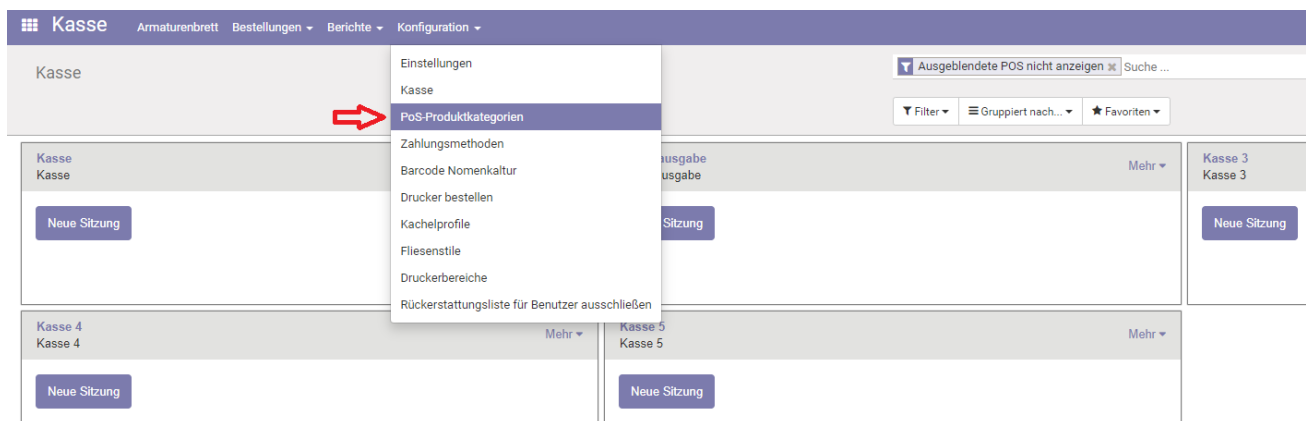 Kasse Armaturenbrett Bestellungen Berichte Konfiguration
Kasse
Ausgeblendete POS nicht anzeigen Suche ...
Filter Gruppiert nach... Favoriten
Einstellungen
Kasse
PoS-Produktkategorien
Zahlungsmethoden
Barcode Nomenkaltur
Drucker bestellen
Kachelprofile
Fliesenstile
Druckerbereiche
Rückerstattungsliste für Benutzer ausschließen
Kasse
Kasse
Neue Sitzung
usgabe
usgabe
Mehr
Sitzung
Kasse 3
Kasse 3
Neue Sitzung
Kasse 4
Kasse 4
Mehr
Neue Sitzung
Kasse 5
Kasse 5
Mehr
Neue Sitzung